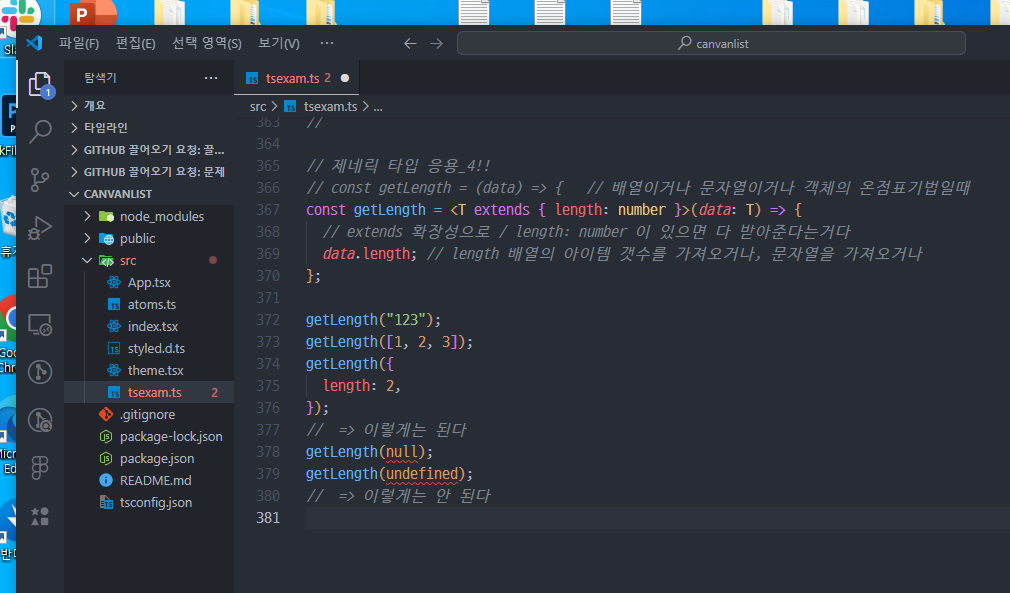 파일(F) 편집(E) 선택 영역(S) 보기(V) ··· canvanlist
탐색기 ···
tsexam.ts 2
1
개요
타임라인
GITHUB 끌어오기 요청: 끌...
GITHUB 끌어오기 요청: 문제
CANVANLIST
node_modules
public
src
App.tsx
atoms.ts
index.tsx
styled.d.ts
theme.tsx
tsexam.ts 2
.gitignore
package-lock.json
package.json
README.md
tsconfig.json
src > tsexam.ts > ...
363 //
364
365 // 제네릭 타입 응용_4!!
366 // const getLength = (data) => { // 배열이거나 문자열이거나 객체의 온점표기법일때
367 const getLength = <T extends { length: number }>(data: T) => {
368 // extends 확장성으로 / length: number 이 있으면 다 받아준다는거다
369 data.length; // length 배열의 아이템 갯수를 가져오거나, 문자열을 가져오거나
370 };
371
372 getLength("123");
373 getLength([1, 2, 3]);
374 getLength({
375 length: 2,
376 });
377 // => 이렇게는 된다
378 getLength(null);
379 getLength(undefined);
380 // => 이렇게는 안 된다
381